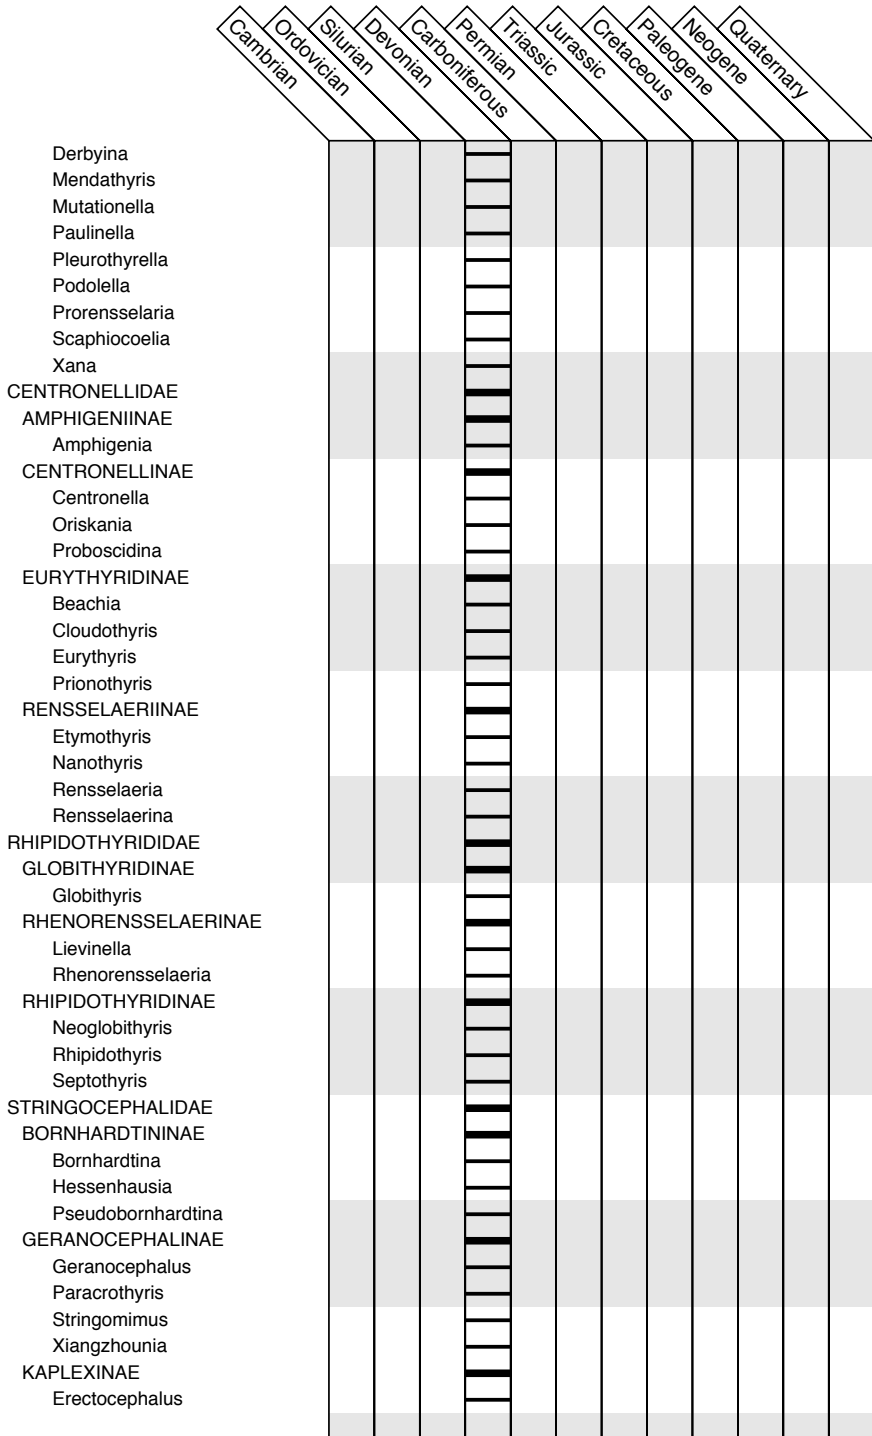 Cambrian
Ordovician
Silurian
Devonian
Carboniferous
Permian
Triassic
Jurassic
Cretaceous
Paleogene
Neogene
Quaternary
Derbyina
Mendathyris
Mutationella
Paulinella
Pleurothyrella
Podolella
Prorensselaria
Scaphiocoelia
Xana
CENTRONELLIDAE
AMPHIGENIINAE
Amphigenia
CENTRONELLINAE
Centronella
Oriskania
Proboscidina
EURYTHYRIDINAE
Beachia
Cloudothyris
Eurythyris
Prionothyris
RENSSELAERIINAE
Etymothyris
Nanothyris
Rensselaeria
Rensselaerina
RHIPIDOTHYRIDIDAE
GLOBITHYRIDINAE
Globithyris
RHENORENSSELAERINAE
Lievinella
Rhenorensselaeria
RHIPIDOTHYRIDINAE
Neoglobithyris
Rhipidothyris
Septothyris
STRINGOCEPHALIDAE
BORNHARDTININAE
Bornhardtina
Hessenhausia
Pseudobornhardtina
GERANOCEPHALINAE
Geranocephalus
Paracrothyris
Stringomimus
Xiangzhounia
KAPLEXINAE
Erectocephalus